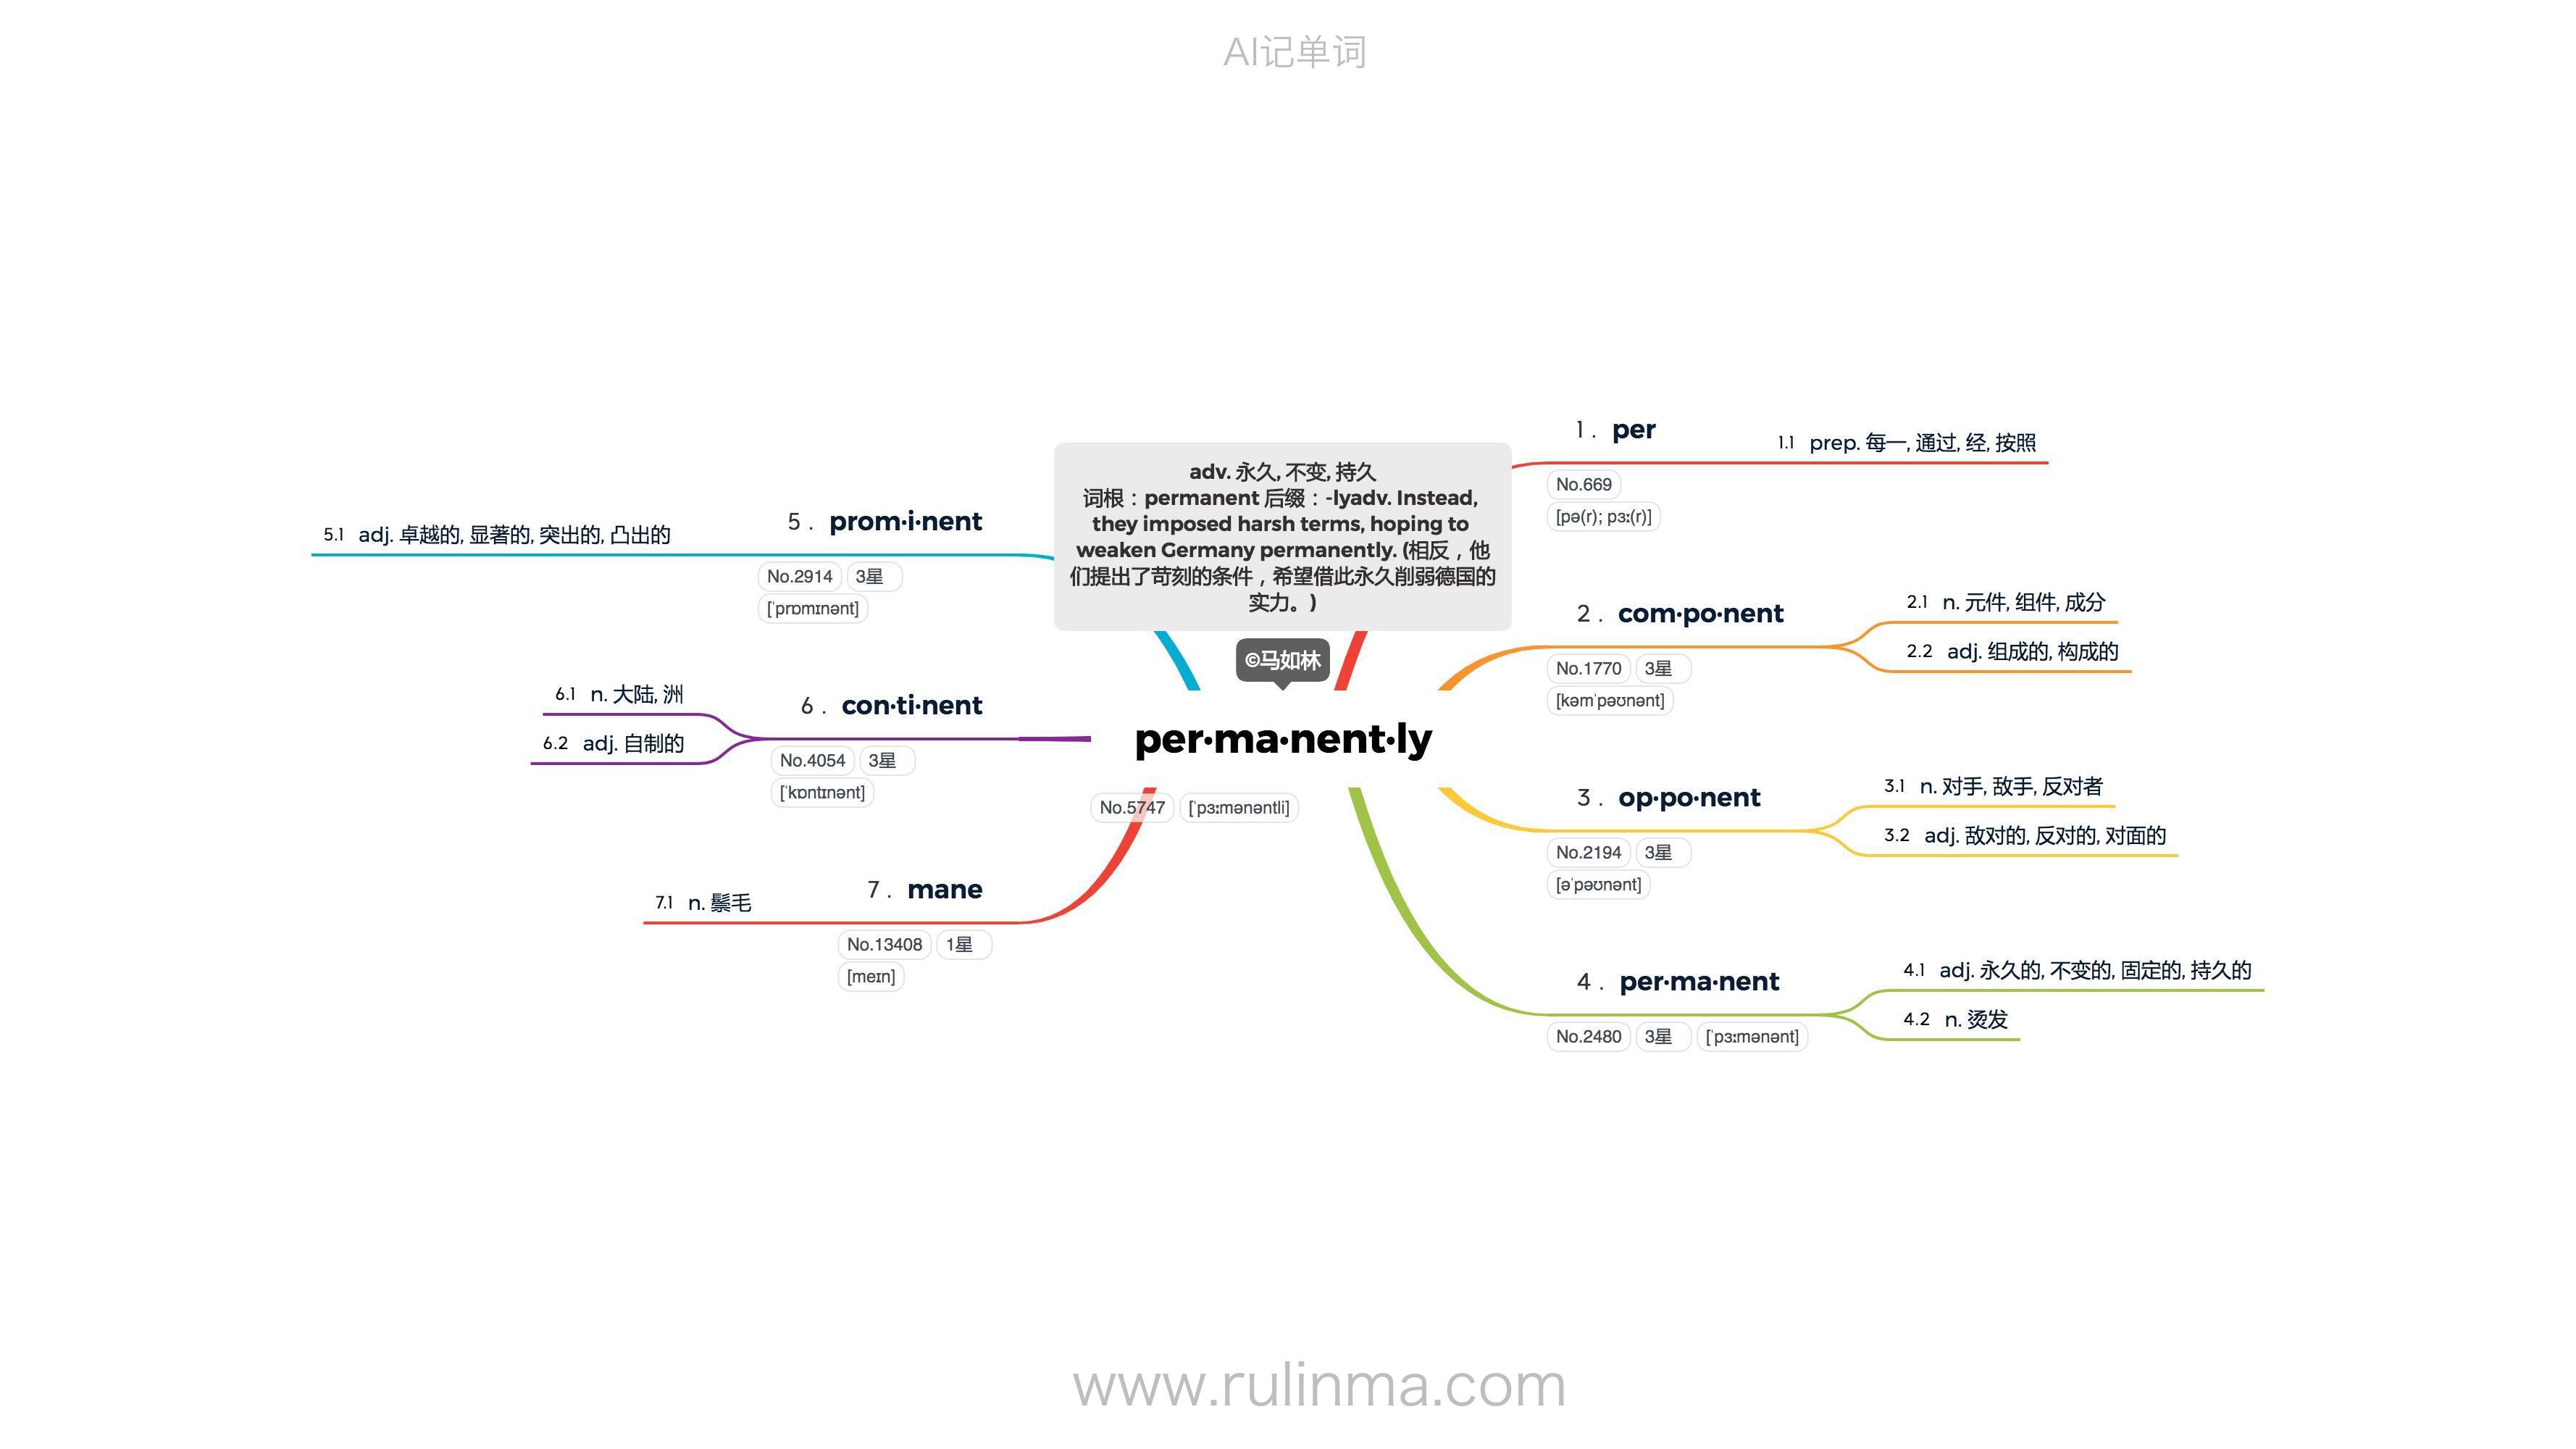 AI记单词
adv. 永久, 不变, 持久
词根：permanent 后缀：-lyadv. Instead,
they imposed harsh terms, hoping to
weaken Germany permanently. (相反，他
们提出了苛刻的条件，希望借此永久削弱德国的
实力。)
©马如林
per·ma·nent·ly
No.5747 [ˈpɜːmənəntli]
1 . per
No.669
[pə(r); pɜː(r)]
1.1 prep. 每一, 通过, 经, 按照
2 . com·po·nent
No.1770 3星
[kəmˈpəʊnənt]
2.1 n. 元件, 组件, 成分
2.2 adj. 组成的, 构成的
3 . op·po·nent
No.2194 3星
[əˈpəʊnənt]
3.1 n. 对手, 敌手, 反对者
3.2 adj. 敌对的, 反对的, 对面的
4 . per·ma·nent
No.2480 3星 [ˈpɜːmənənt]
4.1 adj. 永久的, 不变的, 固定的, 持久的
4.2 n. 烫发
5 . prom·i·nent
No.2914 3星
[ˈprɒmɪnənt]
5.1 adj. 卓越的, 显著的, 突出的, 凸出的
6 . con·ti·nent
No.4054 3星
[ˈkɒntɪnənt]
6.1 n. 大陆, 洲
6.2 adj. 自制的
7 . mane
No.13408 1星
[meɪn]
7.1 n. 鬃毛
www.rulinma.com